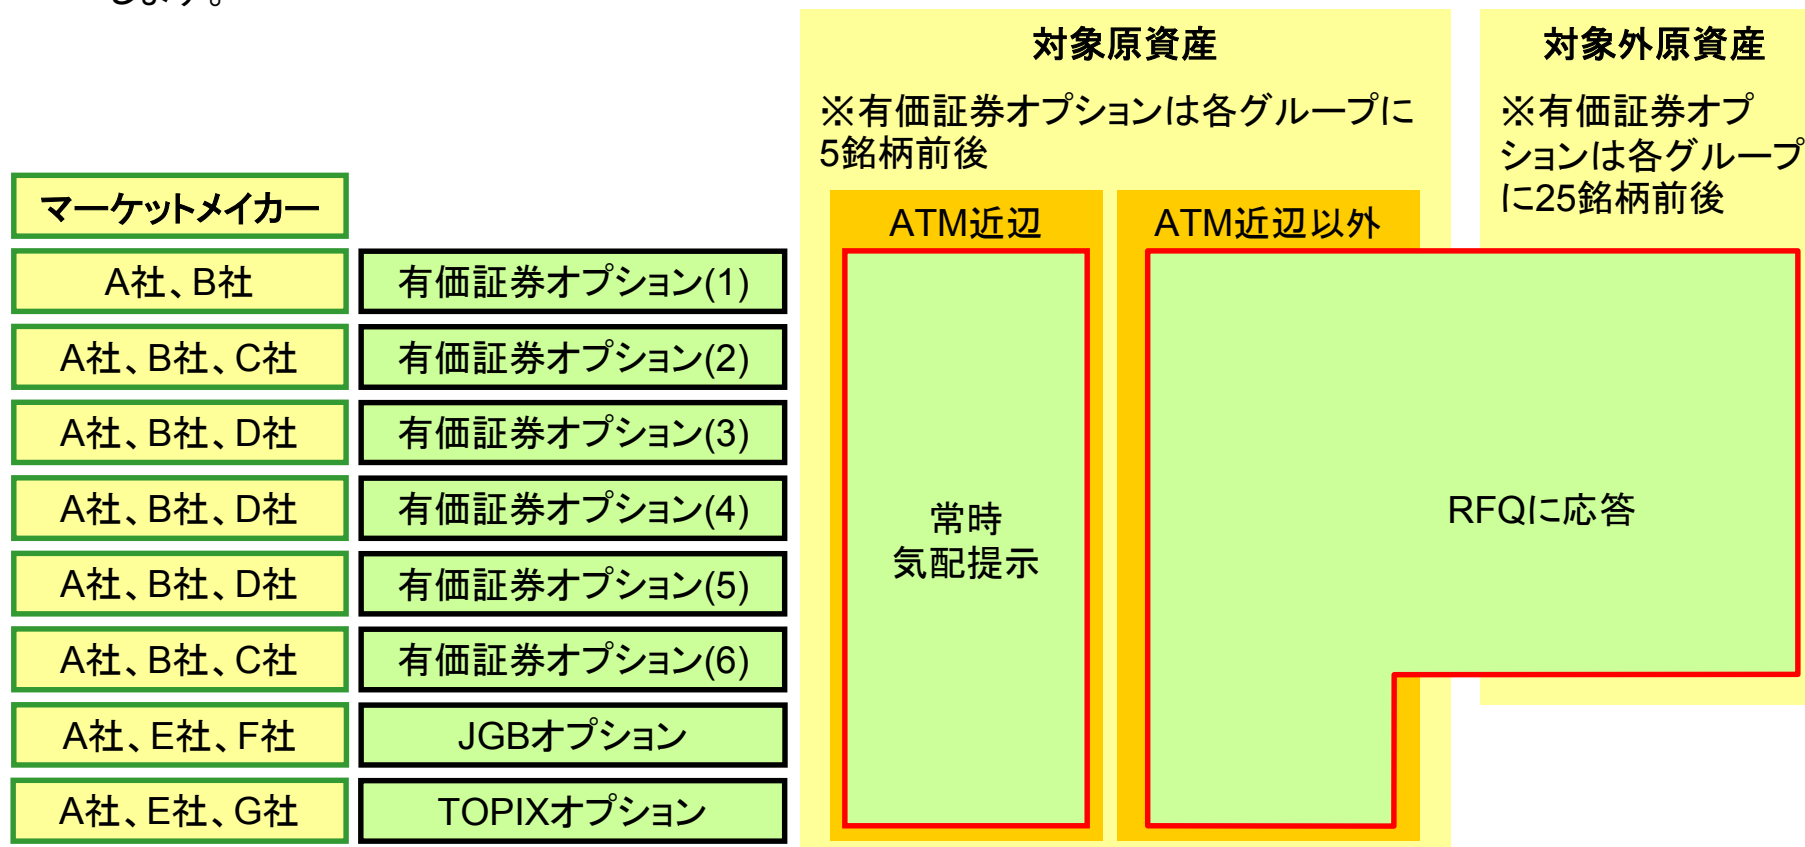 します。
対象原資産
対象外原資産
※有価証券オプションは各グループに
5銘柄前後
※有価証券オプ
ションは各グループ
に25銘柄前後
マーケットメイカー
ATM近辺
ATM近辺以外
A社、B社
有価証券オプション(1)
A社、B社、C社
有価証券オプション(2)
A社、B社、D社
有価証券オプション(3)
A社、B社、D社
有価証券オプション(4)
A社、B社、D社
有価証券オプション(5)
A社、B社、C社
有価証券オプション(6)
A社、E社、F社
JGBオプション
A社、E社、G社
TOPIXオプション
常時
気配提示
RFQに応答